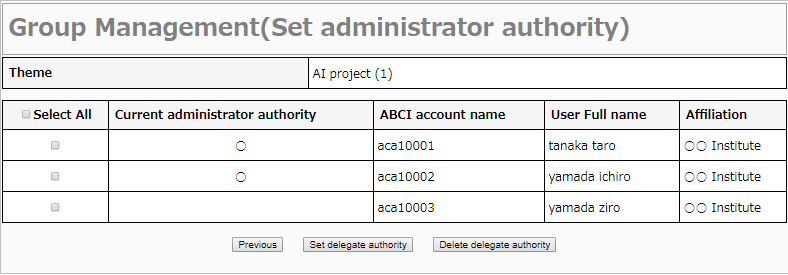 Group Management(Set administrator authority)
Theme AI project (1)
Select All Current administrator authority ABCI account name User Full name Affiliation
○ aca10001 tanaka taro ○○ Institute
○ aca10002 yamada ichiro ○○ Institute
aca10003 yamada ziro ○○ Institute
Previous Set delegate authority Delete delegate authority